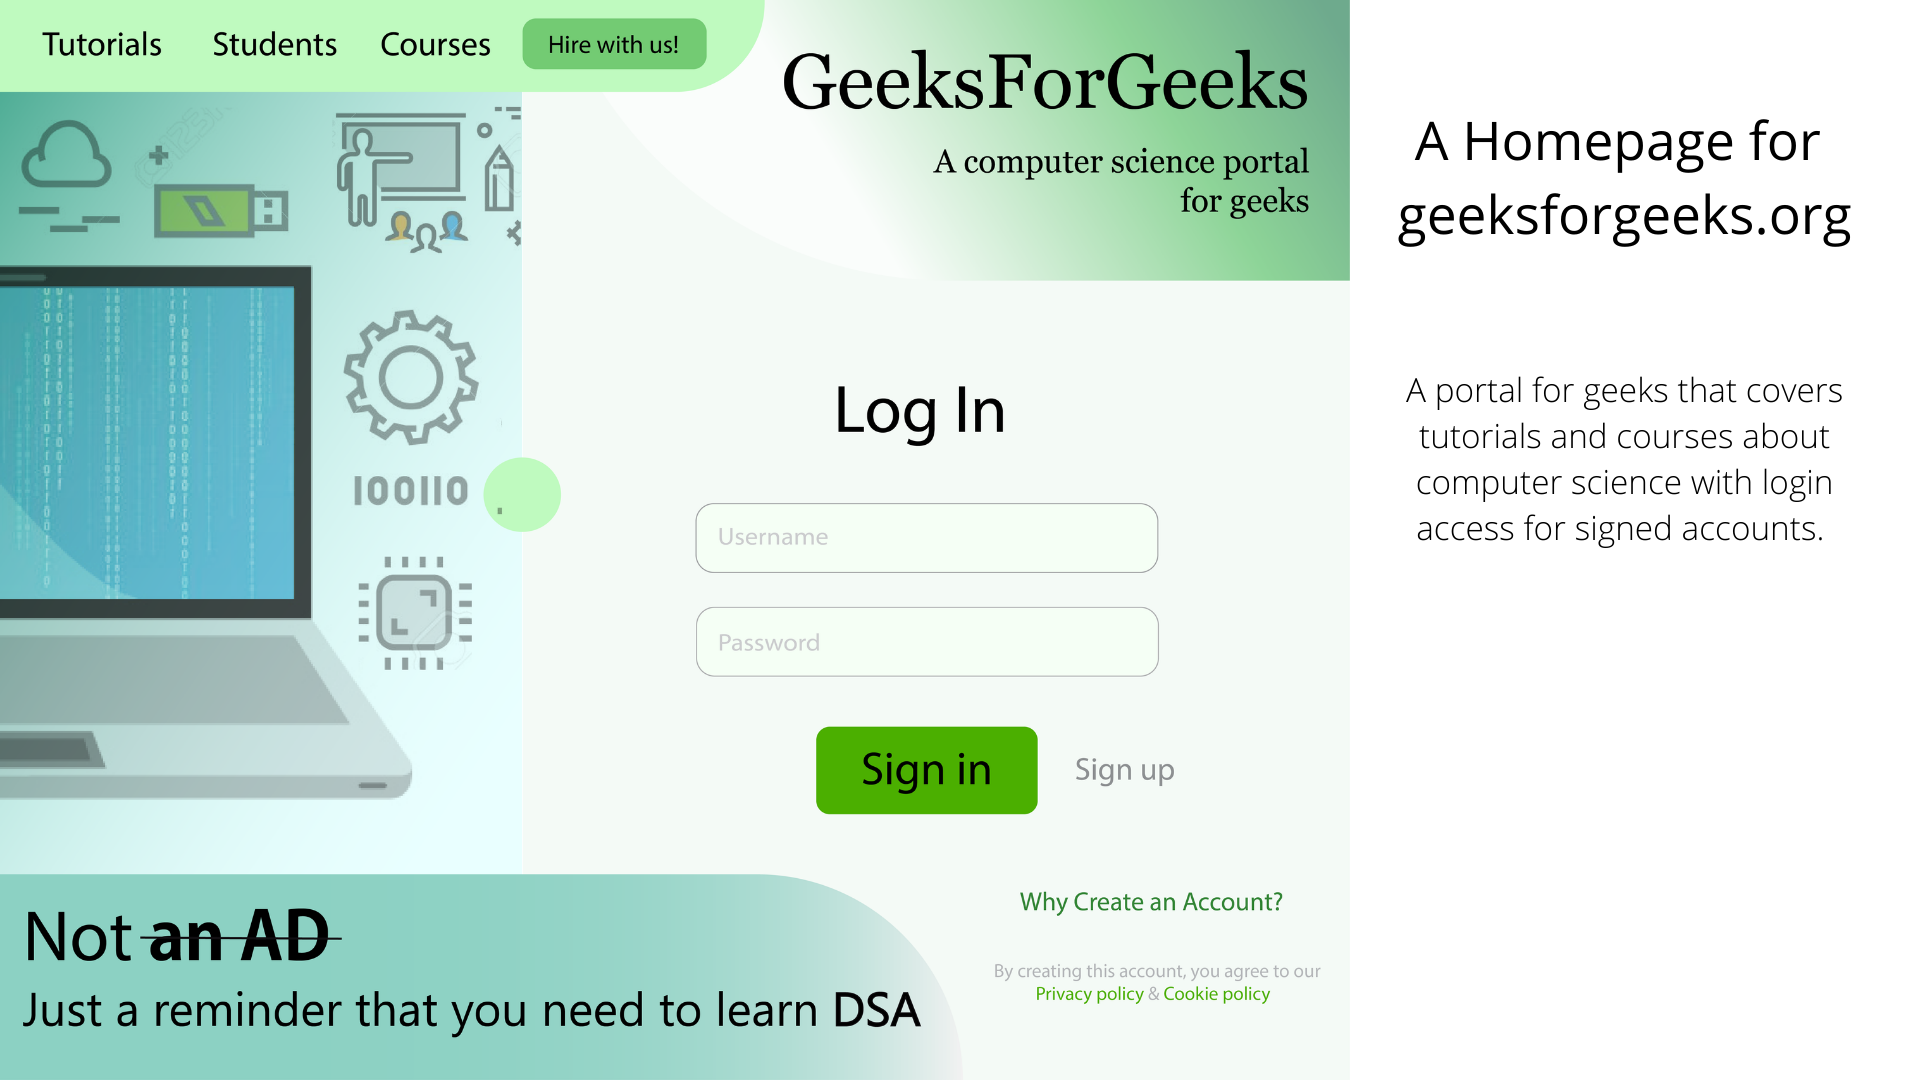 Tutorials Students Courses Hire with us!
GeeksForGeeks
A computer science portal
for geeks
100110
Log In
Username
Password
Sign in Sign up
Why Create an Account?
By creating this account, you agree to our
Privacy policy & Cookie policy
Not an AD
Just a reminder that you need to learn DSA
A Homepage for
geeksforgeeks.org
A portal for geeks that covers
tutorials and courses about
computer science with login
access for signed accounts.